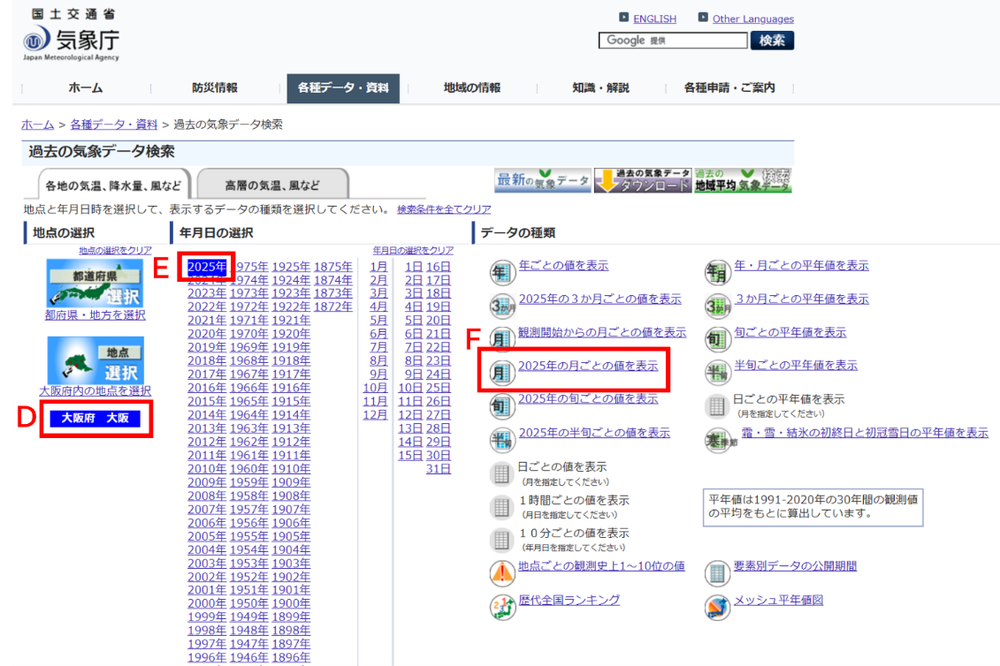 国土交通省
気象庁
Japan Meteorological Agency
ENGLISH Other Languages
Google 提供 検索
ホーム 防災情報 各種データ・資料 地域の情報 知識・解説 各種申請・ご案内
ホーム > 各種データ・資料 > 過去の気象データ検索
過去の気象データ検索
各地の気温、降水量、風など 高層の気温、風など 最新の気象データ 過去の気象データダウンロード 過去の地域平均気象データ検索
地点と年月日時を選択して、表示するデータの種類を選択してください。 検索条件を全てクリア
地点の選択 年月日の選択 データの種類
地点の選択をクリア
都道府県
選択
都府県・地方を選択
地点
選択
大阪府内の地点を選択
D 大阪府 大阪
年月日の選択をクリア
E 2025年 1975年 1925年 1875年 1月 1日 16日
2024年 1974年 1924年 1874年 2月 2日 17日
2023年 1973年 1923年 1873年 3月 3日 18日
2022年 1972年 1922年 1872年 4月 4日 19日
2021年 1971年 1921年 5月 5日 20日
2020年 1970年 1920年 6月 6日 21日
2019年 1969年 1919年 7月 7日 22日
2018年 1968年 1918年 8月 8日 23日
2017年 1967年 1917年 9月 9日 24日
2016年 1966年 1916年 10月 10日 25日
2015年 1965年 1915年 11月 11日 26日
2014年 1964年 1914年 12月 12日 27日
2013年 1963年 1913年 13日 28日
2012年 1962年 1912年 14日 29日
2011年 1961年 1911年 15日 30日
2010年 1960年 1910年 31日
2009年 1959年 1909年
2008年 1958年 1908年
2007年 1957年 1907年
2006年 1956年 1906年
2005年 1955年 1905年
2004年 1954年 1904年
2003年 1953年 1903年
2002年 1952年 1902年
2001年 1951年 1901年
2000年 1950年 1900年
1999年 1949年 1899年
1998年 1948年 1898年
1997年 1947年 1897年
1996年 1946年 1896年
年 年ごとの値を表示
3か月 2025年の3か月ごとの値を表示
月 観測開始からの月ごとの値を表示
F 月 2025年の月ごとの値を表示
旬 2025年の旬ごとの値を表示
半旬 2025年の半旬ごとの値を表示
日ごとの値を表示
(月を指定してください)
1時間ごとの値を表示
(月日を指定してください)
10分ごとの値を表示
(年月日を指定してください)
地点ごとの観測史上1～10位の値
歴代全国ランキング
年月 年・月ごとの平年値を表示
3か月 3か月ごとの平年値を表示
旬 旬ごとの平年値を表示
半旬 半旬ごとの平年値を表示
日ごとの平年値を表示
(月を指定してください)
寒季節 霜・雪・結氷の初終日と初冠雪日の平年値を表示
平年値は1991-2020年の30年間の観測値
の平均をもとに算出しています。
要素別データの公開期間
メッシュ平年値図